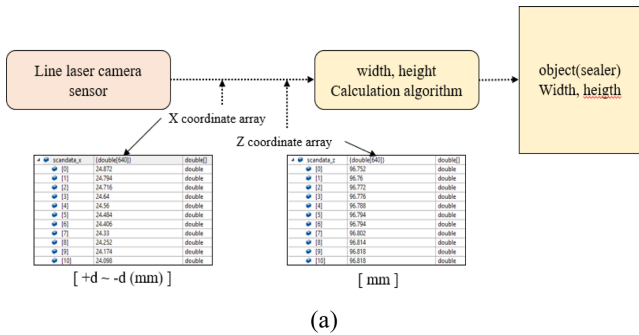 Line laser camera
sensor
width, height
Calculation algorithm
object(sealer)
Width, heigth
X coordinate array
Z coordinate array
scandata_x {double[640]} double[]
[0] 24.872 double
[1] 24.794 double
[2] 24.716 double
[3] 24.64 double
[4] 24.56 double
[5] 24.484 double
[6] 24.406 double
[7] 24.33 double
[8] 24.252 double
[9] 24.174 double
[10] 24.098 double
scandata_z {double[640]} double[]
[0] 96.752 double
[1] 96.76 double
[2] 96.772 double
[3] 96.776 double
[4] 96.788 double
[5] 96.794 double
[6] 96.794 double
[7] 96.802 double
[8] 96.814 double
[9] 96.818 double
[10] 96.818 double
[ +d ~ -d (mm) ]
[ mm ]
(a)